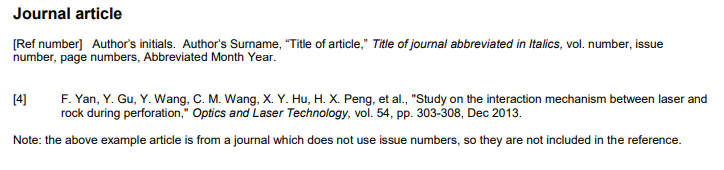 Journal article
[Ref number] Author's initials. Author's Surname, "Title of article," Title of journal abbreviated in Italics, vol. number, issue
number, page numbers, Abbreviated Month Year.
[4] F. Yan, Y. Gu, Y. Wang, C. M. Wang, X. Y. Hu, H. X. Peng, et al., "Study on the interaction mechanism between laser and
rock during perforation," Optics and Laser Technology, vol. 54, pp. 303-308, Dec 2013.
Note: the above example article is from a journal which does not use issue numbers, so they are not included in the reference.